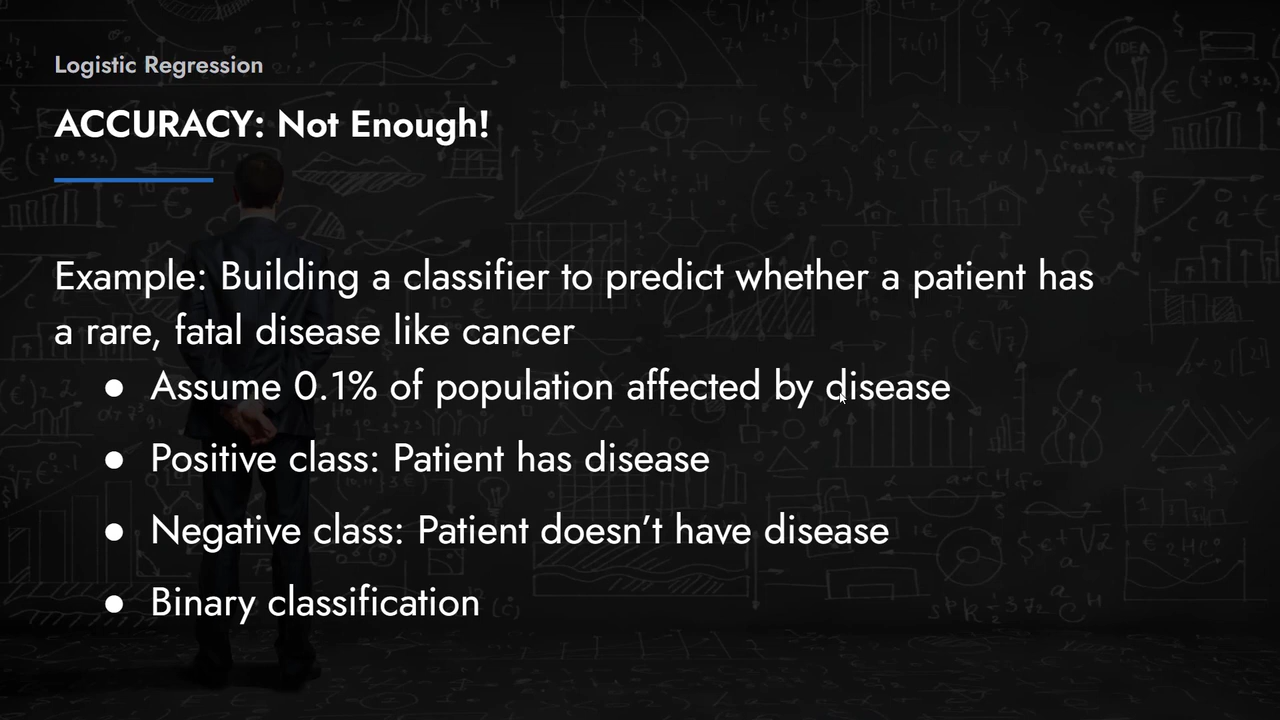 Logistic Regression
ACCURACY: Not Enough!
Example: Building a classifier to predict whether a patient has
a rare, fatal disease like cancer
● Assume 0.1% of population affected by disease
● Positive class: Patient has disease
● Negative class: Patient doesn’t have disease
● Binary classification